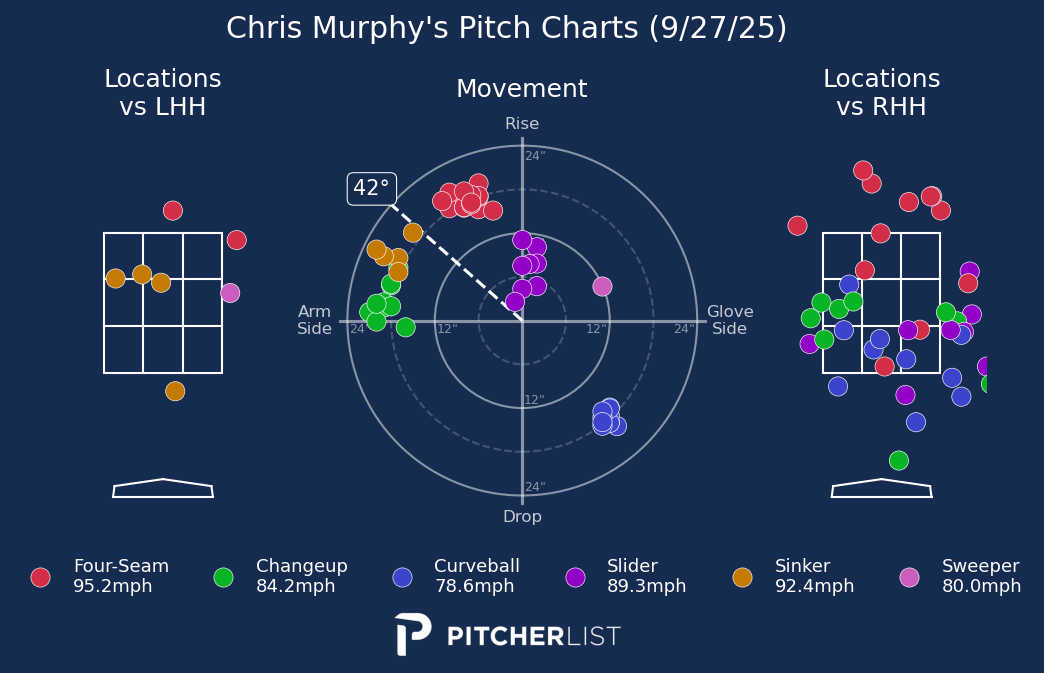 Chris Murphy's Pitch Charts (9/27/25)
Locations
vs LHH
Movement
Locations
vs RHH
Rise
24"
42°
Arm
Side
24"
12"
12"
24"
Glove
Side
12"
24"
Drop
Four-Seam
95.2mph
Changeup
84.2mph
Curveball
78.6mph
Slider
89.3mph
Sinker
92.4mph
Sweeper
80.0mph
PITCHERLIST